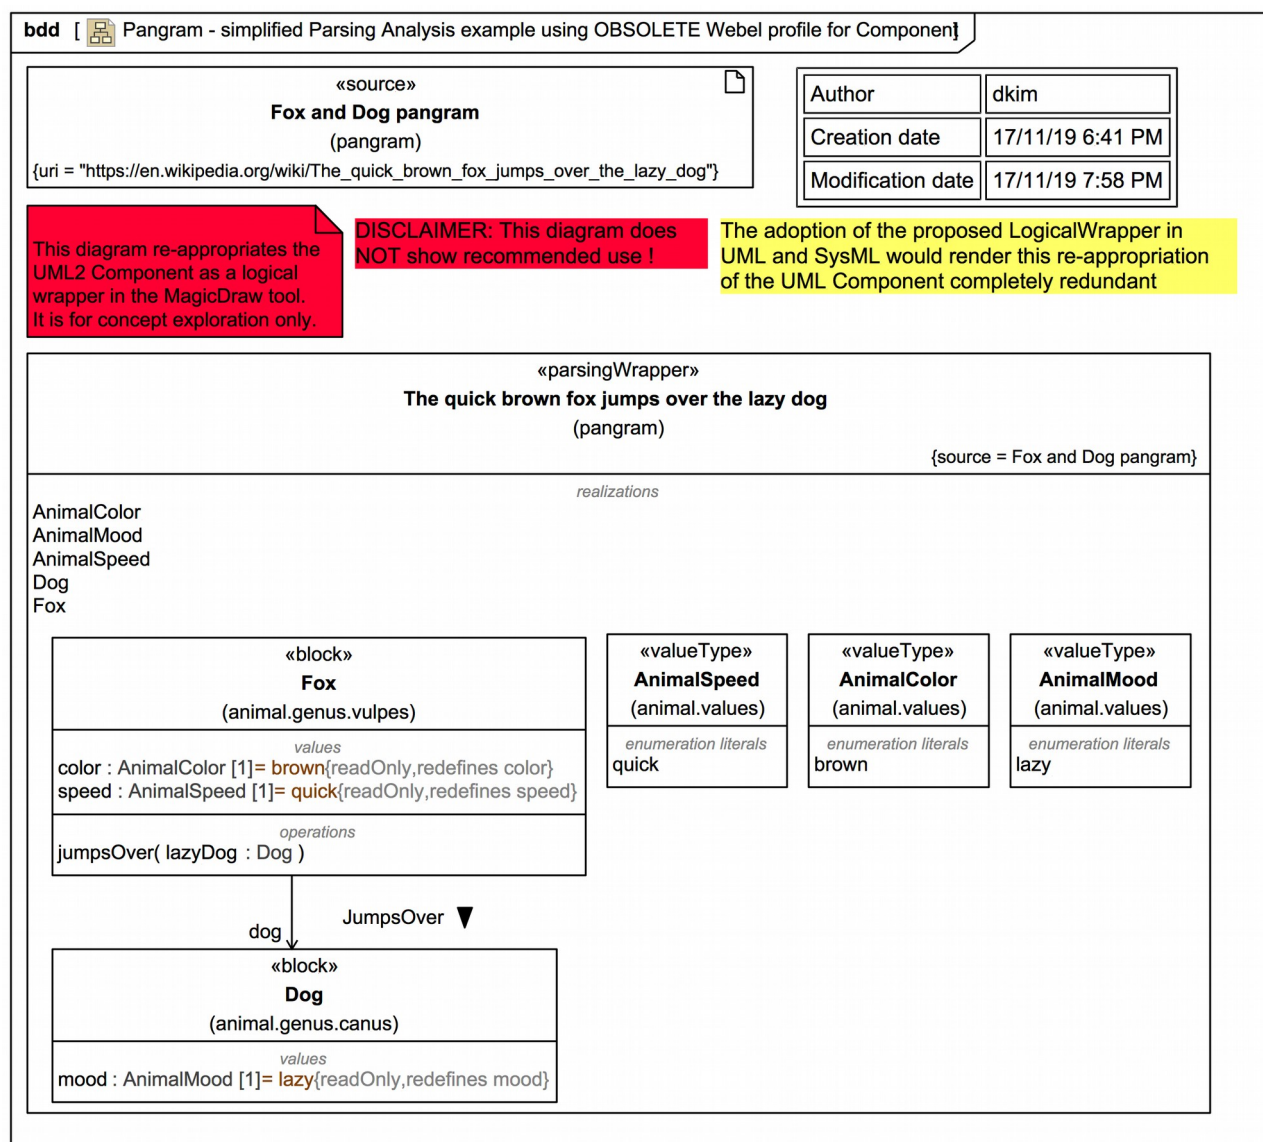 bdd [ Pangram - simplified Parsing Analysis example using OBSOLETE Webel profile for Component]
«source»
Fox and Dog pangram
(pangram)
{uri = "https://en.wikipedia.org/wiki/The_quick_brown_fox_jumps_over_the_lazy_dog"}
Author dkim
Creation date 17/11/19 6:41 PM
Modification date 17/11/19 7:58 PM
This diagram re-appropriates the
UML2 Component as a logical
wrapper in the MagicDraw tool.
It is for concept exploration only.
DISCLAIMER: This diagram does
NOT show recommended use !
The adoption of the proposed LogicalWrapper in
UML and SysML would render this re-appropriation
of the UML Component completely redundant
«parsingWrapper»
The quick brown fox jumps over the lazy dog
(pangram)
{source = Fox and Dog pangram}
realizations
AnimalColor
AnimalMood
AnimalSpeed
Dog
Fox
«block»
Fox
(animal.genus.vulpes)
values
color : AnimalColor [1]= brown{readOnly,redefines color}
speed : AnimalSpeed [1]= quick{readOnly,redefines speed}
operations
jumpsOver( lazyDog : Dog )
«valueType»
AnimalSpeed
(animal.values)
enumeration literals
quick
«valueType»
AnimalColor
(animal.values)
enumeration literals
brown
«valueType»
AnimalMood
(animal.values)
enumeration literals
lazy
JumpsOver
dog
«block»
Dog
(animal.genus.canus)
values
mood : AnimalMood [1]= lazy{readOnly,redefines mood}